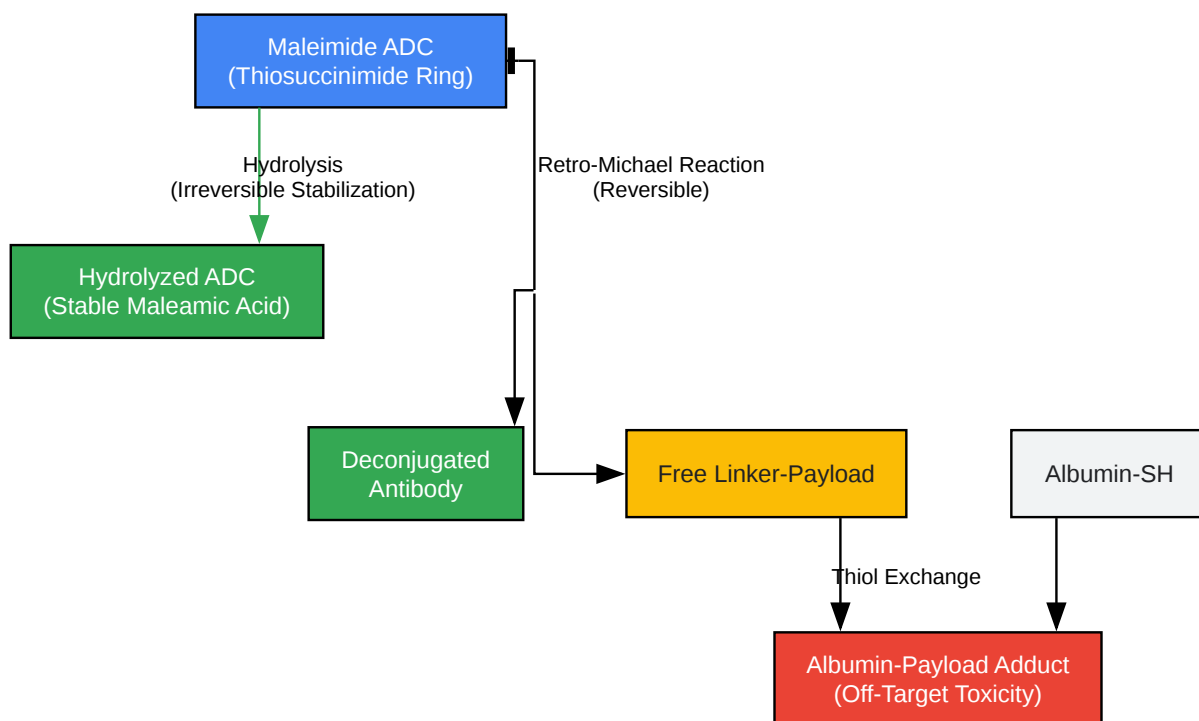 Maleimide ADC
(Thiosuccinimide Ring)
Hydrolysis
(Irreversible Stabilization)
Retro-Michael Reaction
(Reversible)
Hydrolyzed ADC
(Stable Maleamic Acid)
Deconjugated
Antibody
Free Linker-Payload
Albumin-SH
Thiol Exchange
Albumin-Payload Adduct
(Off-Target Toxicity)